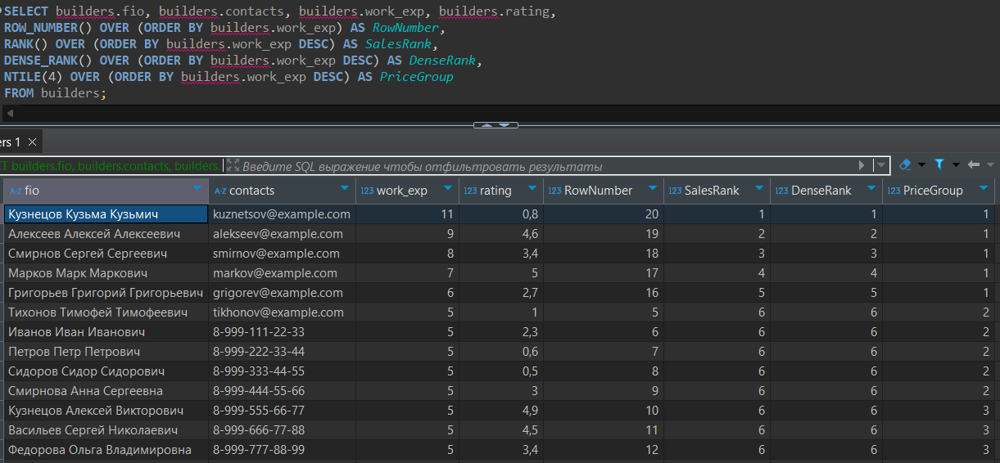 SELECT builders.fio, builders.contacts, builders.work_exp, builders.rating,
ROW_NUMBER() OVER (ORDER BY builders.work_exp) AS RowNumber,
RANK() OVER (ORDER BY builders.work_exp DESC) AS SalesRank,
DENSE_RANK() OVER (ORDER BY builders.work_exp DESC) AS DenseRank,
NTILE(4) OVER (ORDER BY builders.work_exp DESC) AS PriceGroup
FROM builders;
ers 1
CT builders.fio, builders.contacts, builders. Введите SQL выражение чтобы отфильтровать результаты
A-Z fio A-Z contacts 123 work_exp 123 rating 123 RowNumber 123 SalesRank 123 DenseRank 123 PriceGroup
Кузнецов Кузьма Кузьмич kuznetsov@example.com 11 0,8 20 1 1 1
Алексеев Алексей Алексеевич alekseev@example.com 9 4,6 19 2 2 1
Смирнов Сергей Сергеевич smirnov@example.com 8 3,4 18 3 3 1
Марков Марк Маркович markov@example.com 7 5 17 4 4 1
Григорьев Григорий Григорьевич grigorev@example.com 6 2,7 16 5 5 1
Тихонов Тимофей Тимофеевич tikhonov@example.com 5 1 5 6 6 2
Иванов Иван Иванович 8-999-111-22-33 5 2,3 6 6 6 2
Петров Петр Петрович 8-999-222-33-44 5 0,6 7 6 6 2
Сидоров Сидор Сидорович 8-999-333-44-55 5 0,5 8 6 6 2
Смирнова Анна Сергеевна 8-999-444-55-66 5 3 9 6 6 2
Кузнецов Алексей Викторович 8-999-555-66-77 5 4,9 10 6 6 3
Васильев Сергей Николаевич 8-999-666-77-88 5 4,5 11 6 6 3
Федорова Ольга Владимировна 8-999-777-88-99 5 3,4 12 6 6 3